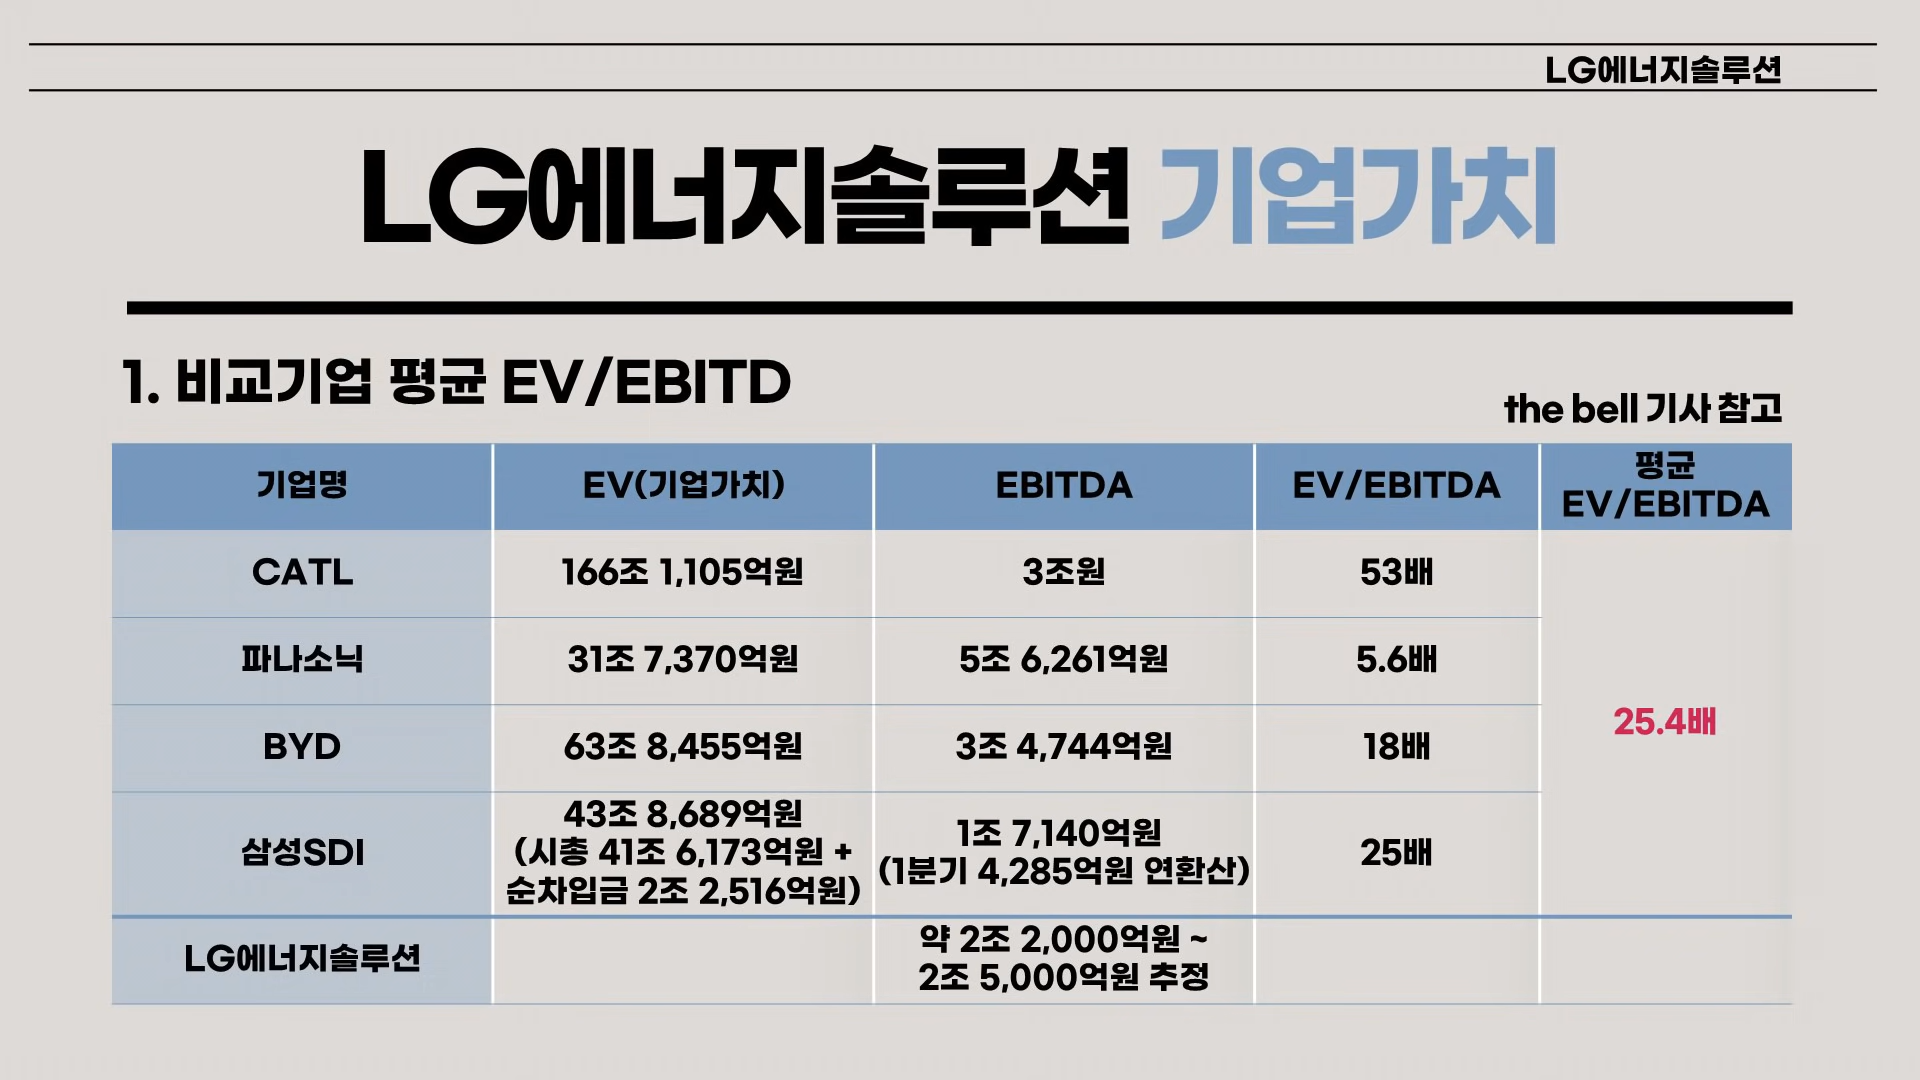 LG에너지솔루션
LG에너지솔루션 기업가치
1. 비교기업 평균 EV/EBITD
the bell 기사 참고
기업명
EV(기업가치)
EBITDA
EV/EBITDA
평균
EV/EBITDA
CATL
166조 1,105억원
3조원
53배
파나소닉
31조 7,370억원
5조 6,261억원
5.6배
25.4배
BYD
63조 8,455억원
3조 4,744억원
18배
삼성SDI
43조 8,689억원
(시총 41조 6,173억원 +
순차입금 2조 2,516억원)
1조 7,140억원
(1분기 4,285억원 연환산)
25배
LG에너지솔루션
약 2조 2,000억원 ~
2조 5,000억원 추정